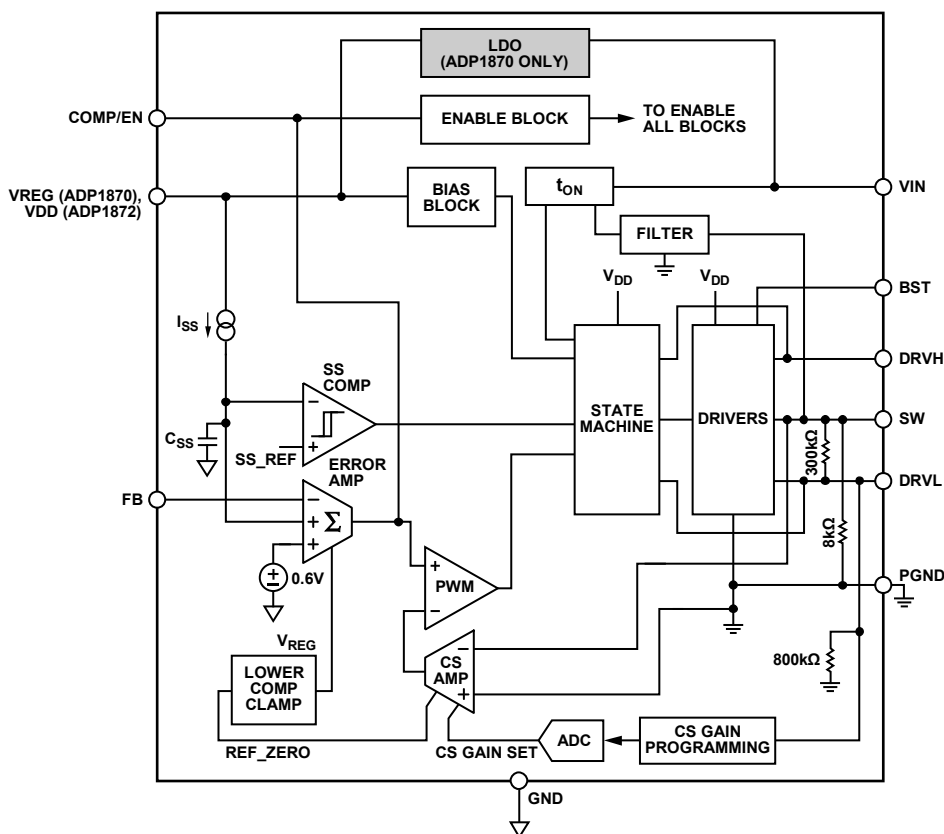 LDO
(ADP1870 ONLY)
COMP/EN
ENABLE BLOCK
TO ENABLE
ALL BLOCKS
VREG (ADP1870),
VDD (ADP1872)
BIAS
BLOCK
tON
VIN
FILTER
VDD
VDD
BST
ISS
DRVH
SS
COMP
STATE
MACHINE
DRIVERS
SW
CSS
SS_REF
300kΩ
ERROR
AMP
DRVL
FB
Σ
8kΩ
0.6V
PWM
PGND
VREG
LOWER
COMP
CLAMP
CS
AMP
800kΩ
REF_ZERO
CS GAIN SET
ADC
CS GAIN
PROGRAMMING
GND